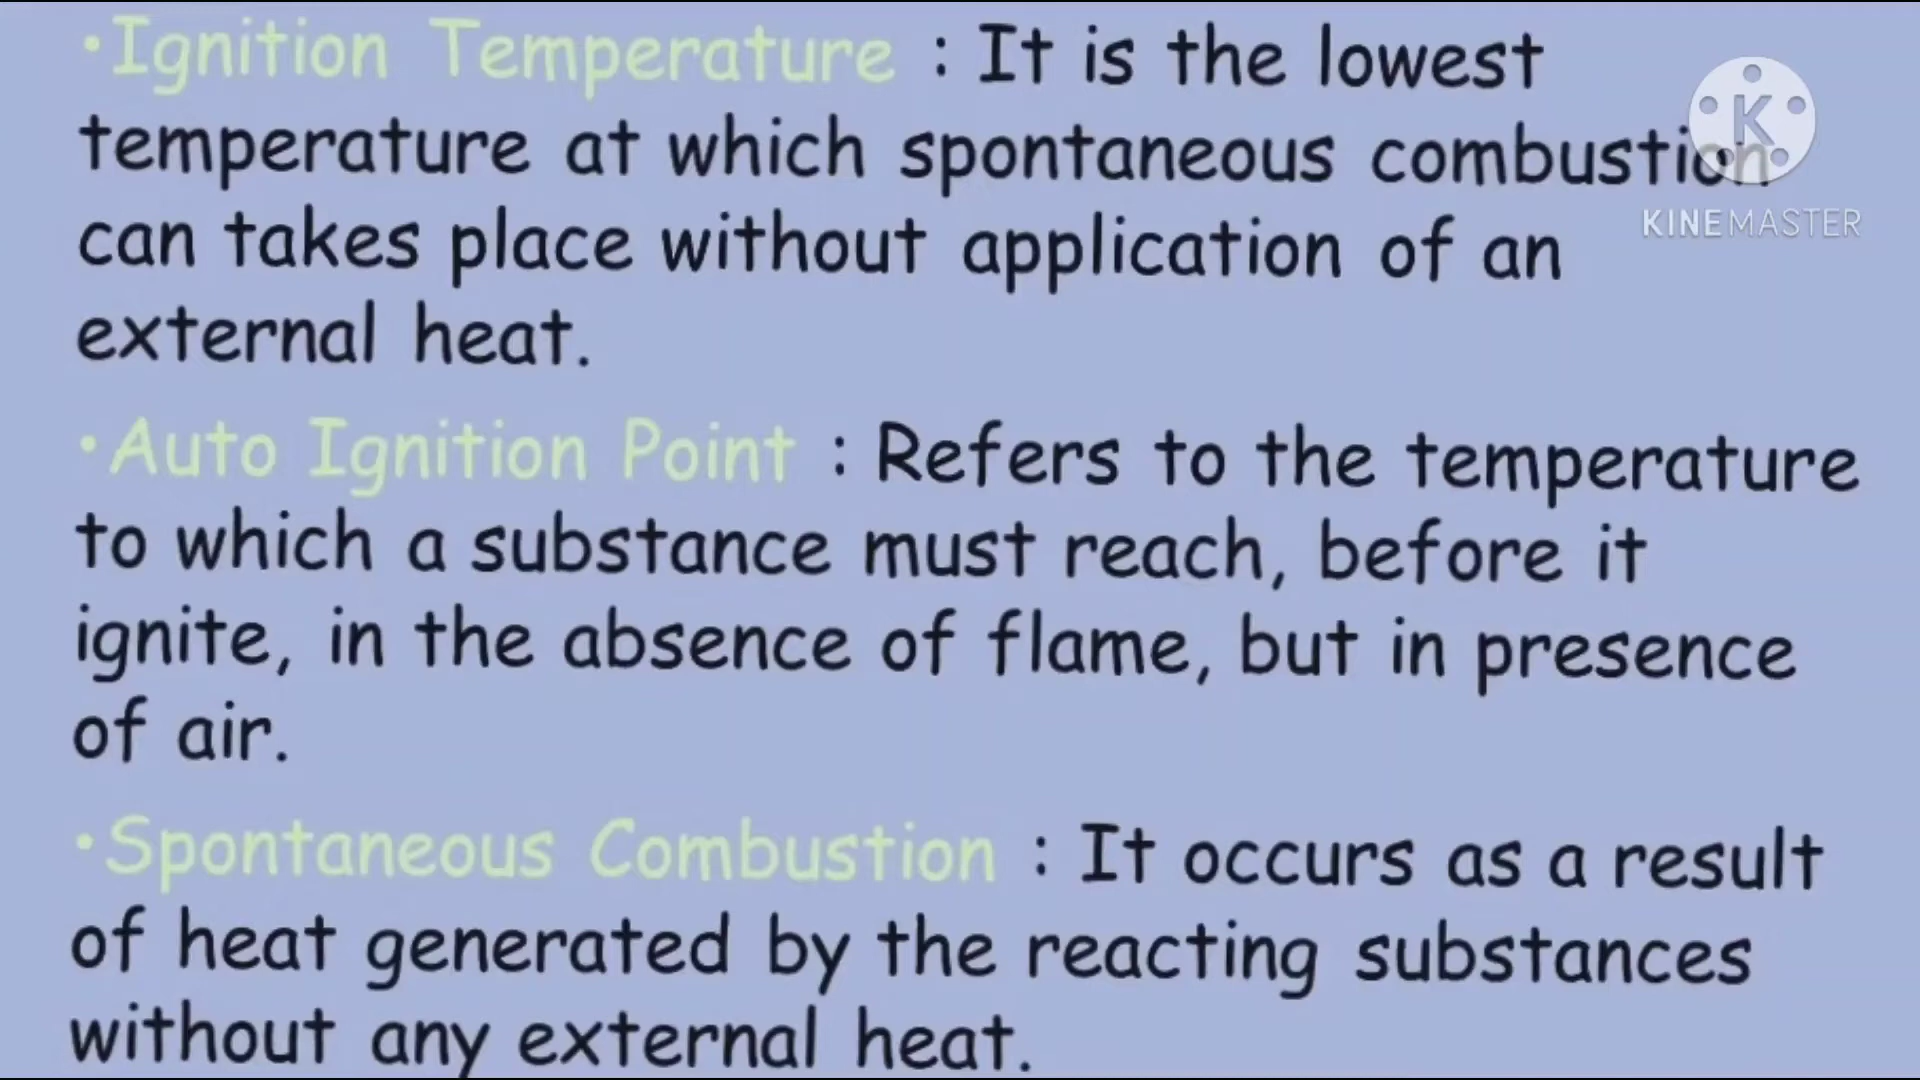 •Ignition Temperature : It is the lowest
temperature at which spontaneous combustion
can takes place without application of an
external heat.
•Auto Ignition Point : Refers to the temperature
to which a substance must reach, before it
ignite, in the absence of flame, but in presence
of air.
•Spontaneous Combustion : It occurs as a result
of heat generated by the reacting substances
without any external heat.
K
KINEMASTER